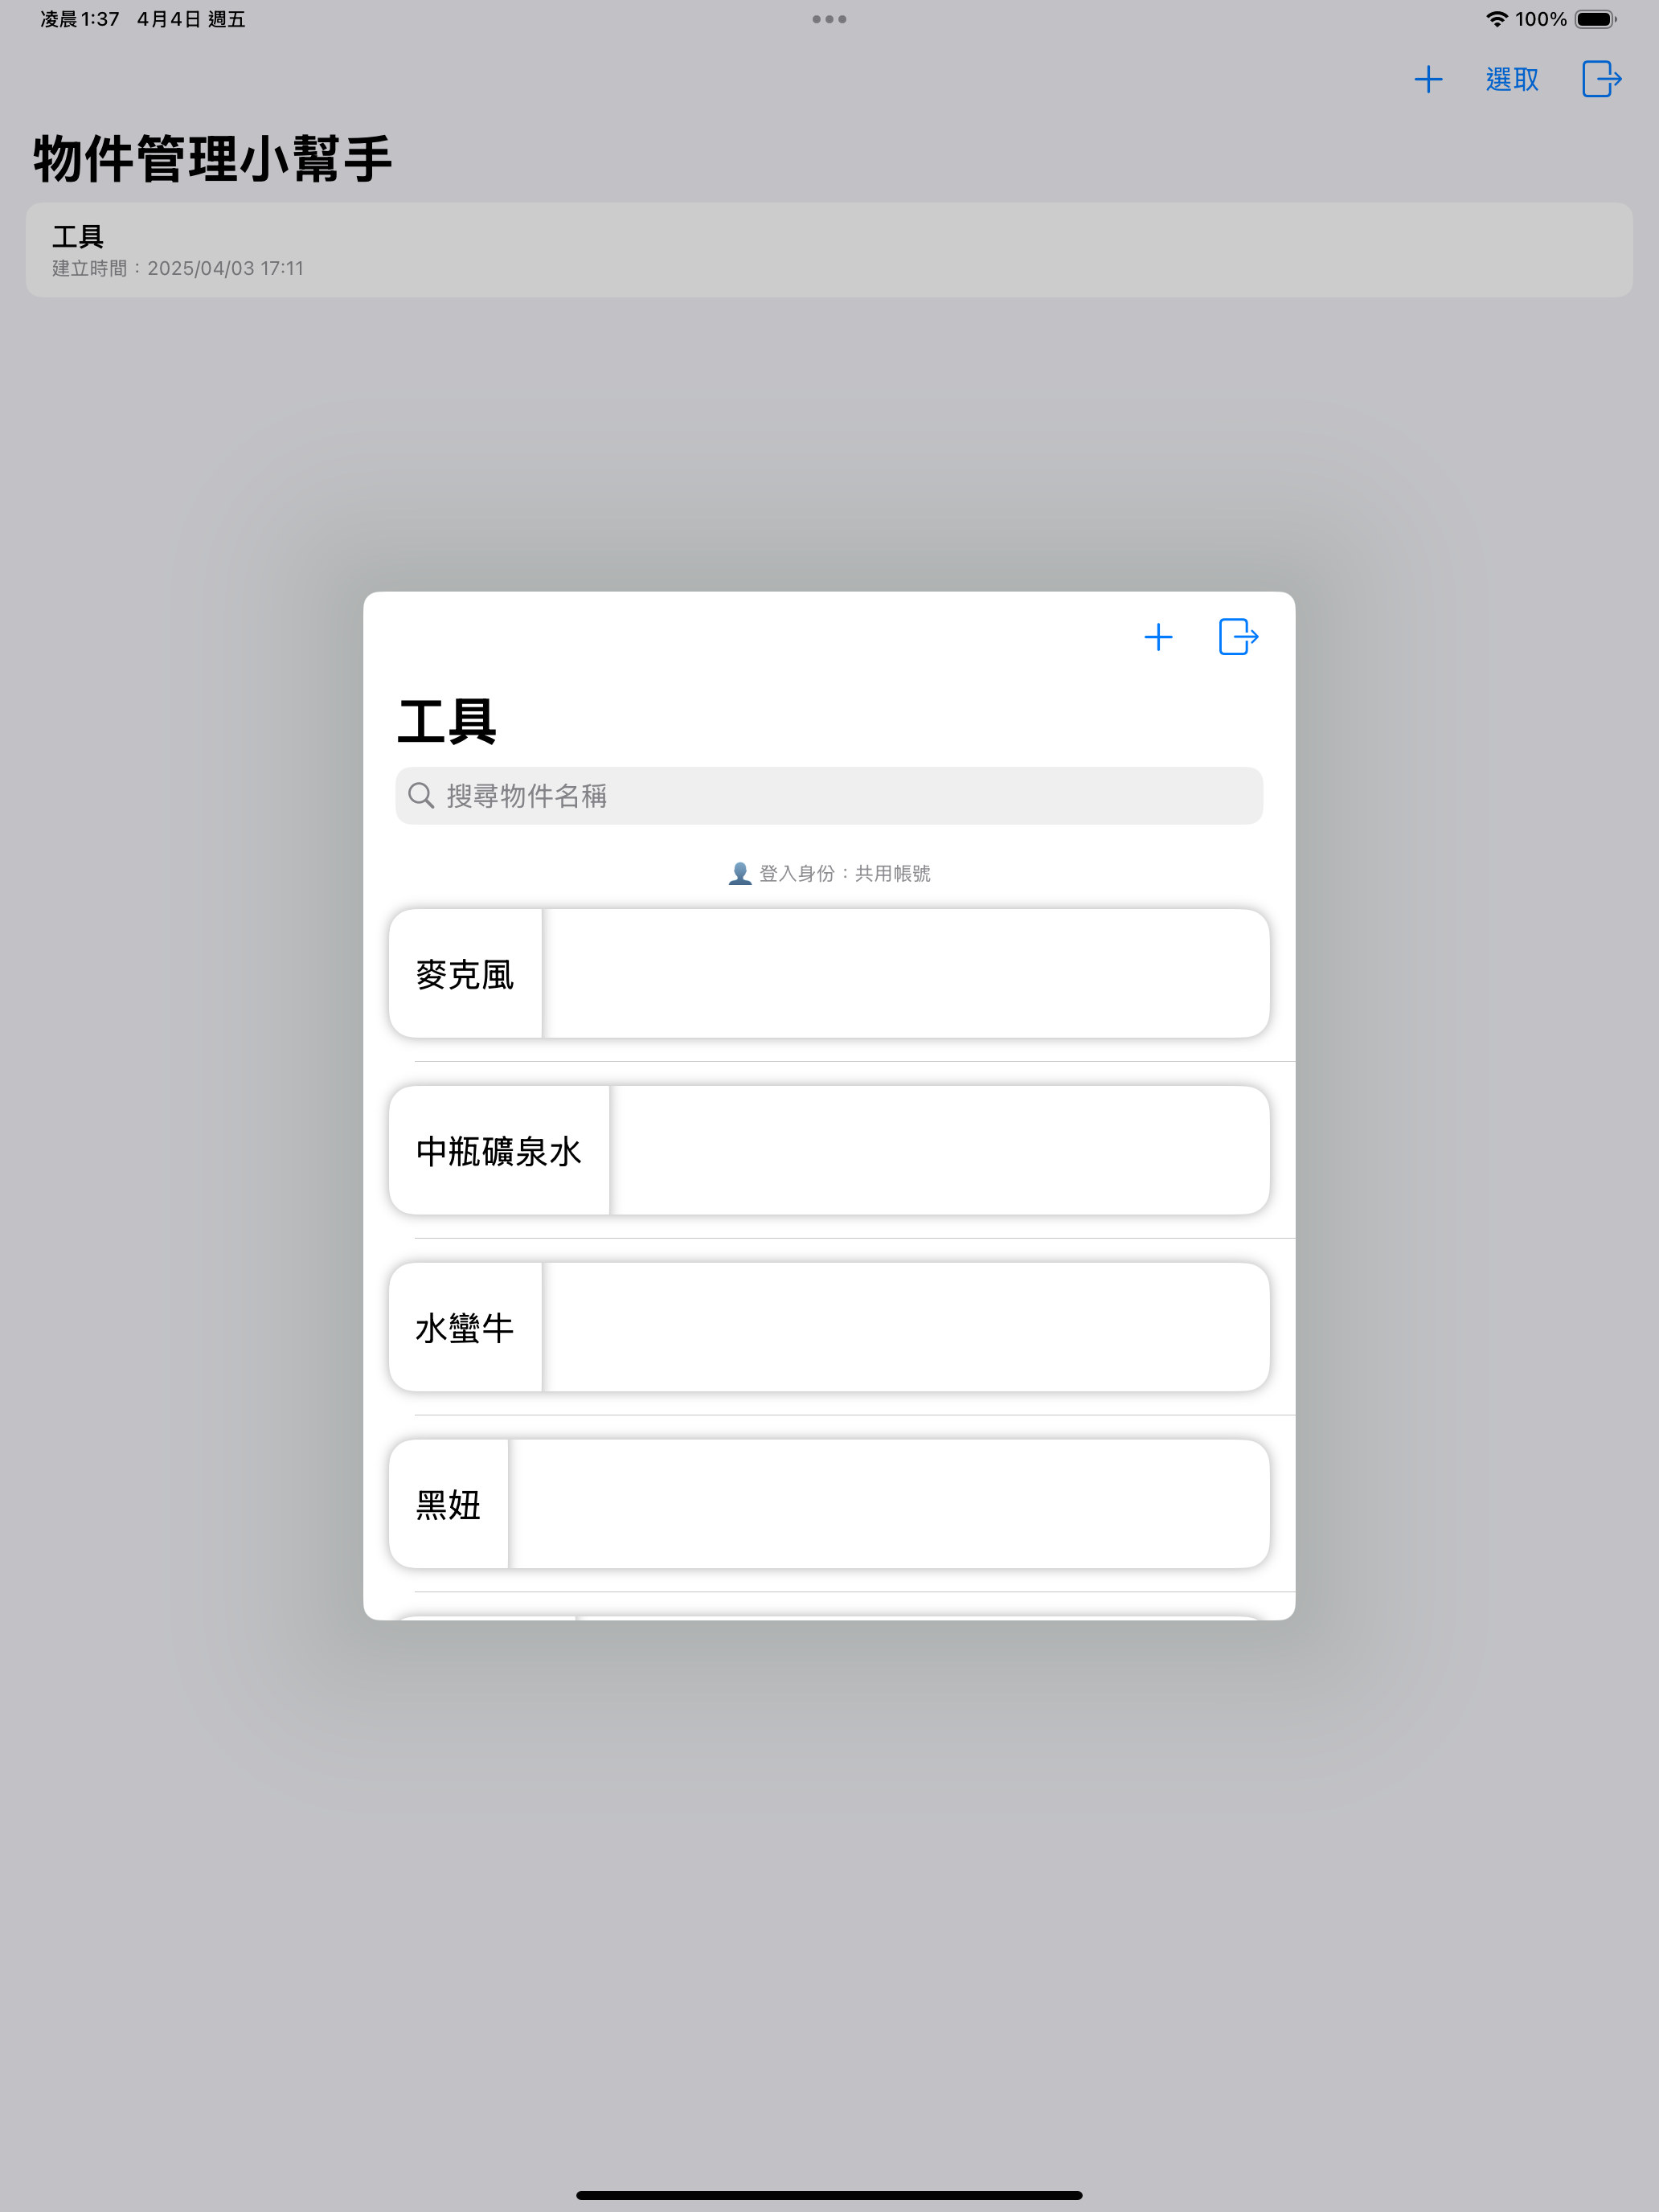 凌晨1:37 4月4日 週五
100%
選取
物件管理小幫手
工具
建立時間：2025/04/03 17:11
工具
搜尋物件名稱
登入身份：共用帳號
麥克風
中瓶礦泉水
水蠻牛
黑妞